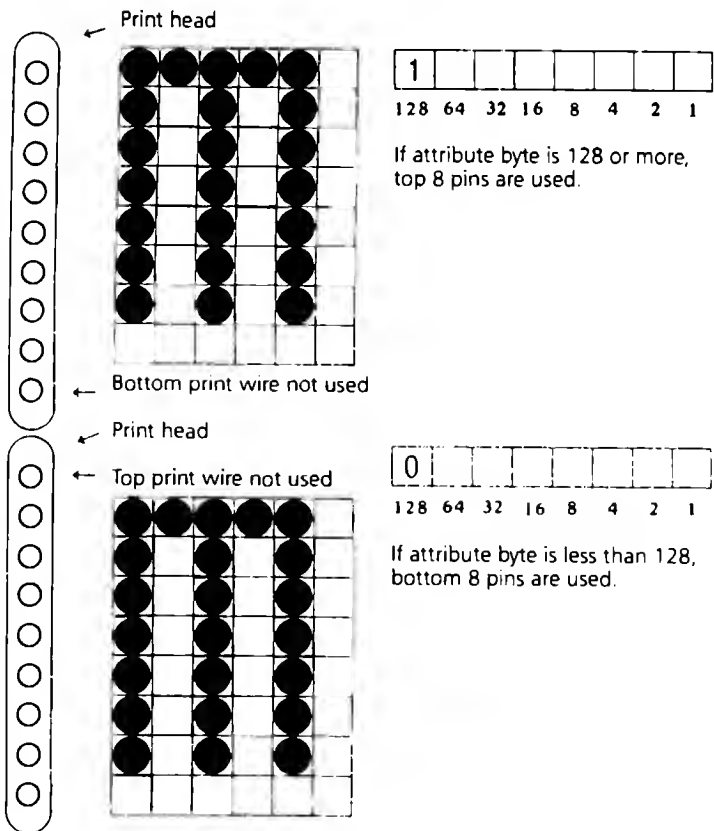 Print head
1
128 64 32 16 8 4 2 1
If attribute byte is 128 or more,
top 8 pins are used.
Bottom print wire not used
Print head
Top print wire not used
0
128 64 32 16 8 4 2 1
If attribute byte is less than 128,
bottom 8 pins are used.